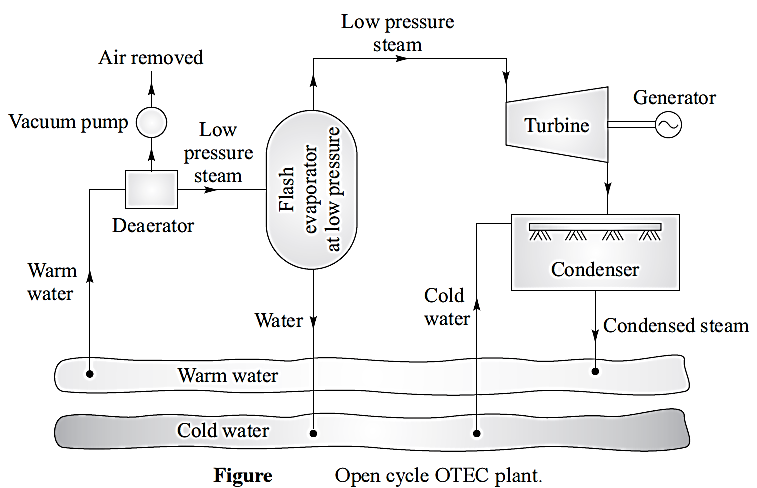 Low pressure
steam
Air removed
Vacuum pump
Low
pressure
steam
Deaerator
Flash
evaporator
at low pressure
Turbine
Generator
Warm
water
Water
Cold
water
Condenser
Condensed steam
Warm water
Cold water
Figure Open cycle OTEC plant.